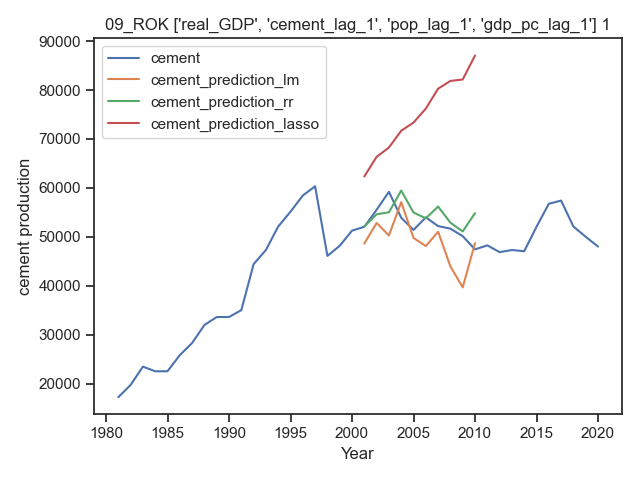 09_ROK ['real_GDP', 'cement_lag_1', 'pop_lag_1', 'gdp_pc_lag_1'] 1
90000
80000
70000
60000
50000
40000
30000
20000
cement production
cement
cement_prediction_lm
cement_prediction_rr
cement_prediction_lasso
1980 1985 1990 1995 2000 2005 2010 2015 2020
Year